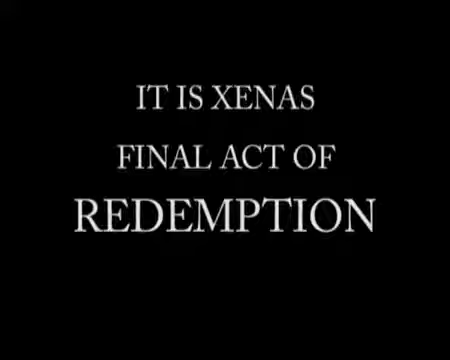 IT IS XENAS
FINAL ACT OF
REDEMPTION